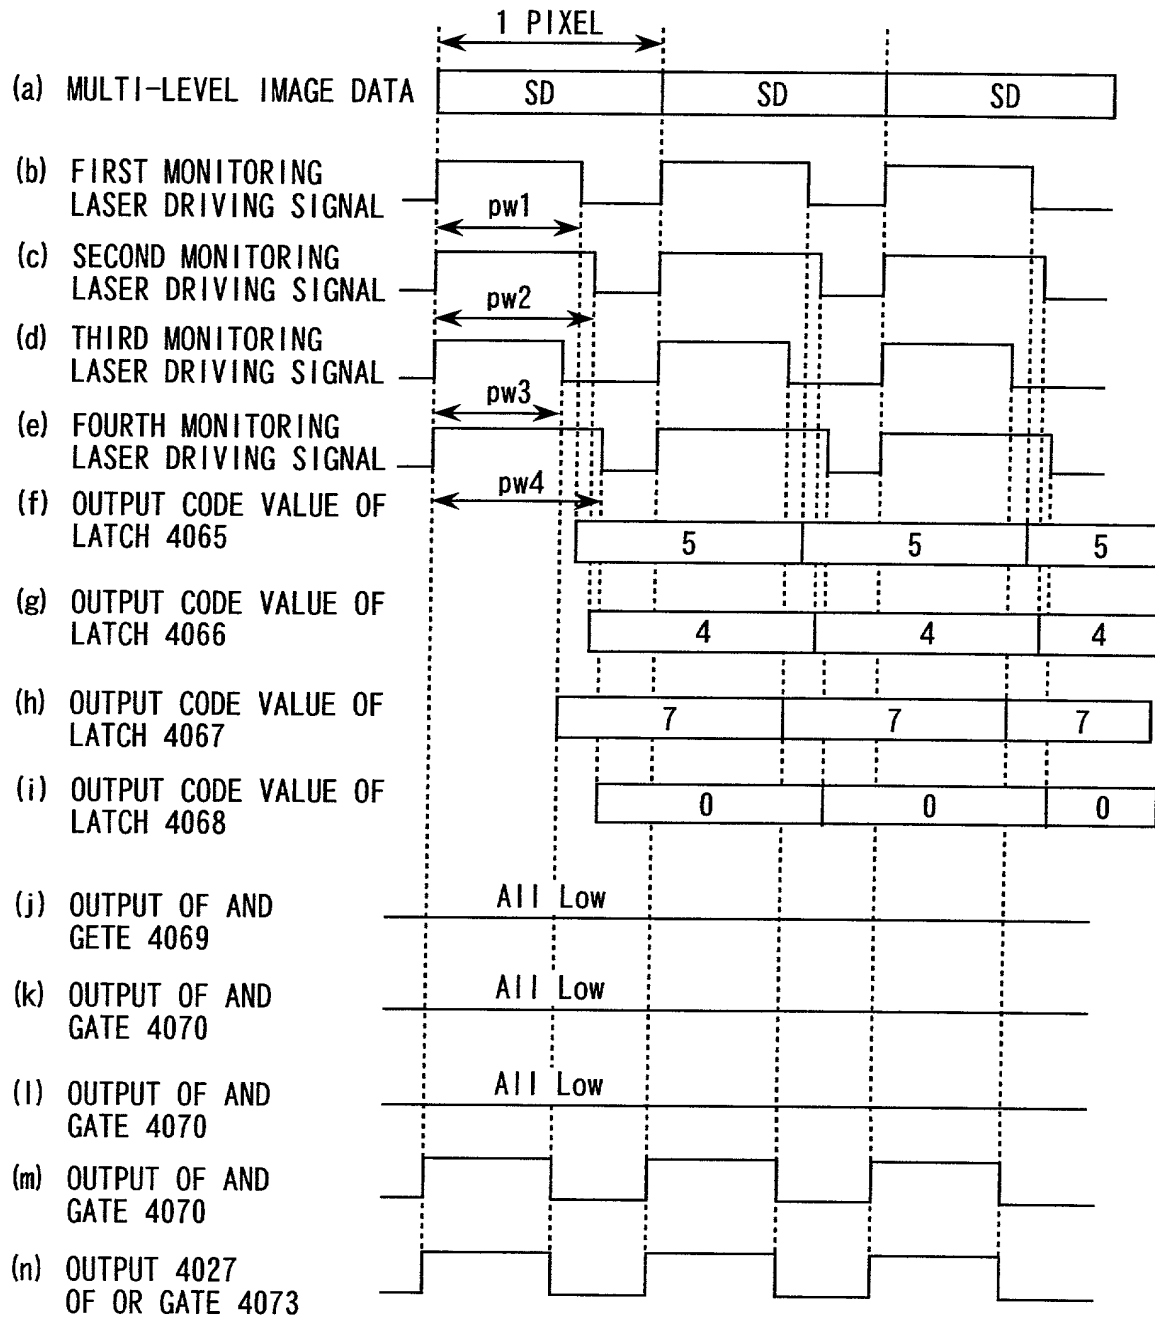 1 PIXEL
(a) MULTI-LEVEL IMAGE DATA
SD SD SD
(b) FIRST MONITORING
LASER DRIVING SIGNAL
pw1
(c) SECOND MONITORING
LASER DRIVING SIGNAL
pw2
(d) THIRD MONITORING
LASER DRIVING SIGNAL
pw3
(e) FOURTH MONITORING
LASER DRIVING SIGNAL
pw4
(f) OUTPUT CODE VALUE OF
LATCH 4065
5 5 5
(g) OUTPUT CODE VALUE OF
LATCH 4066
4 4 4
(h) OUTPUT CODE VALUE OF
LATCH 4067
7 7 7
(i) OUTPUT CODE VALUE OF
LATCH 4068
0 0 0
(j) OUTPUT OF AND
GETE 4069
All Low
(k) OUTPUT OF AND
GATE 4070
All Low
(l) OUTPUT OF AND
GATE 4070
All Low
(m) OUTPUT OF AND
GATE 4070
(n) OUTPUT 4027
OF OR GATE 4073